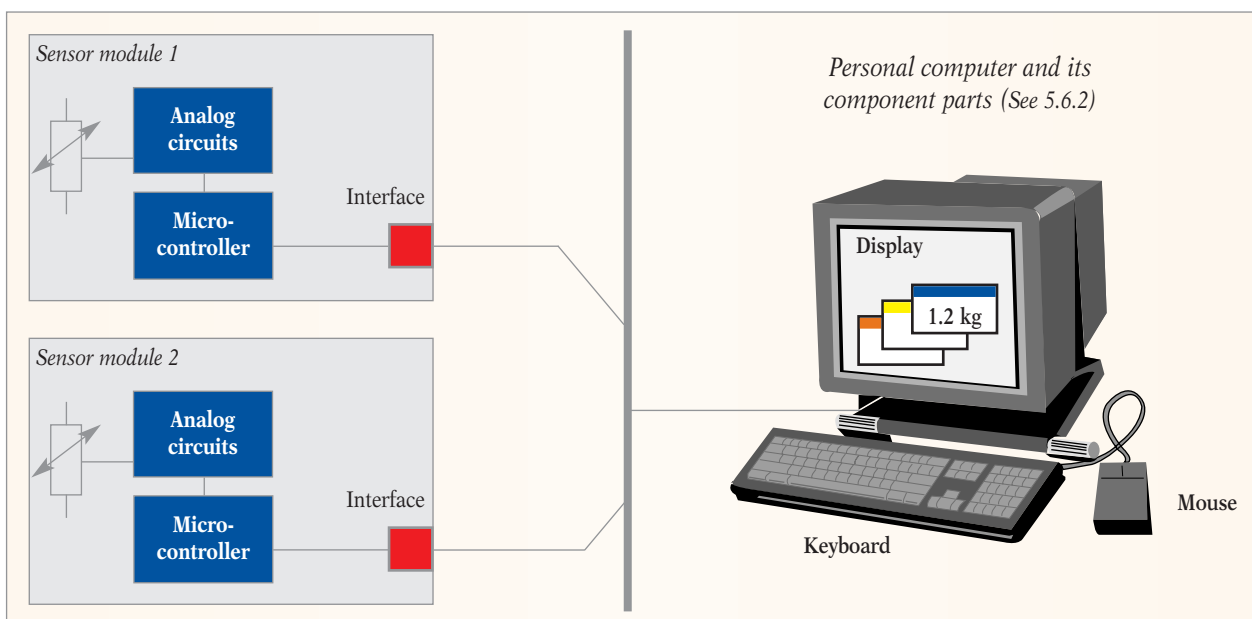 Sensor module 1
Analog
circuits
Micro-
controller
Interface
Sensor module 2
Analog
circuits
Micro-
controller
Interface
Personal computer and its
component parts (See 5.6.2)
Display
1.2 kg
Keyboard
Mouse